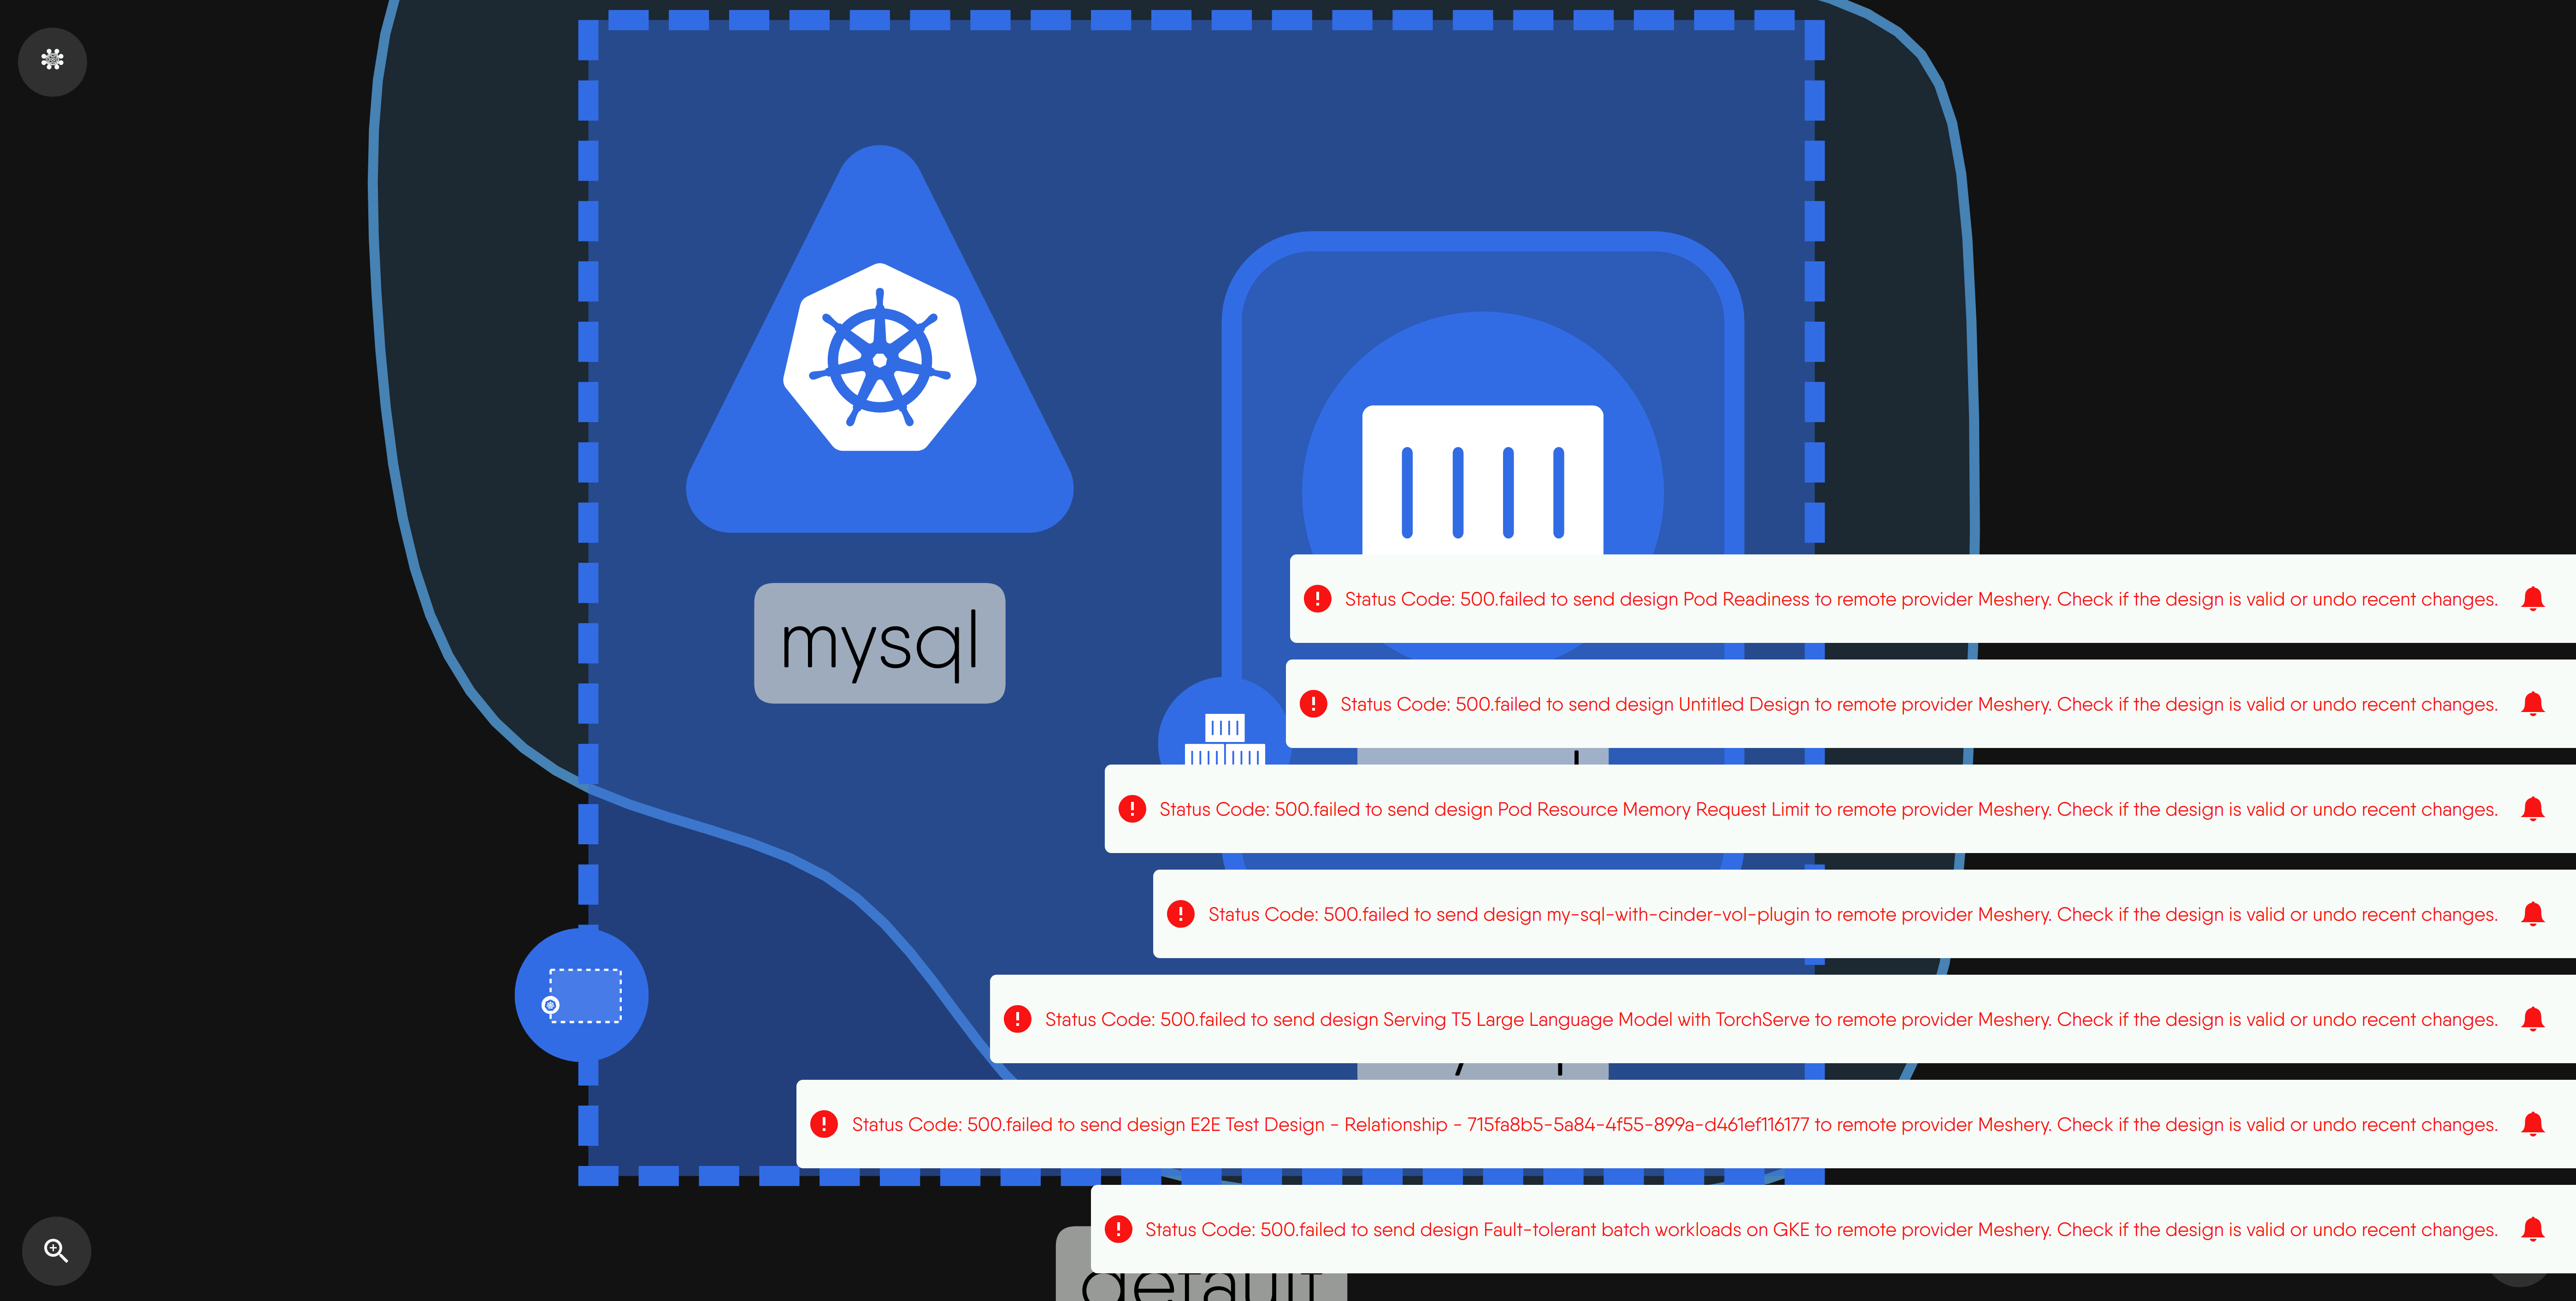 mysql
Status Code: 500.failed to send design Pod Readiness to remote provider Meshery. Check if the design is valid or undo recent changes.
Status Code: 500.failed to send design Untitled Design to remote provider Meshery. Check if the design is valid or undo recent changes.
Status Code: 500.failed to send design Pod Resource Memory Request Limit to remote provider Meshery. Check if the design is valid or undo recent changes.
Status Code: 500.failed to send design my-sql-with-cinder-vol-plugin to remote provider Meshery. Check if the design is valid or undo recent changes.
Status Code: 500.failed to send design Serving T5 Large Language Model with TorchServe to remote provider Meshery. Check if the design is valid or undo recent changes.
Status Code: 500.failed to send design E2E Test Design - Relationship - 715fa8b5-5a84-4f55-899a-d461ef116177 to remote provider Meshery. Check if the design is valid or undo recent changes.
Status Code: 500.failed to send design Fault-tolerant batch workloads on GKE to remote provider Meshery. Check if the design is valid or undo recent changes.
default